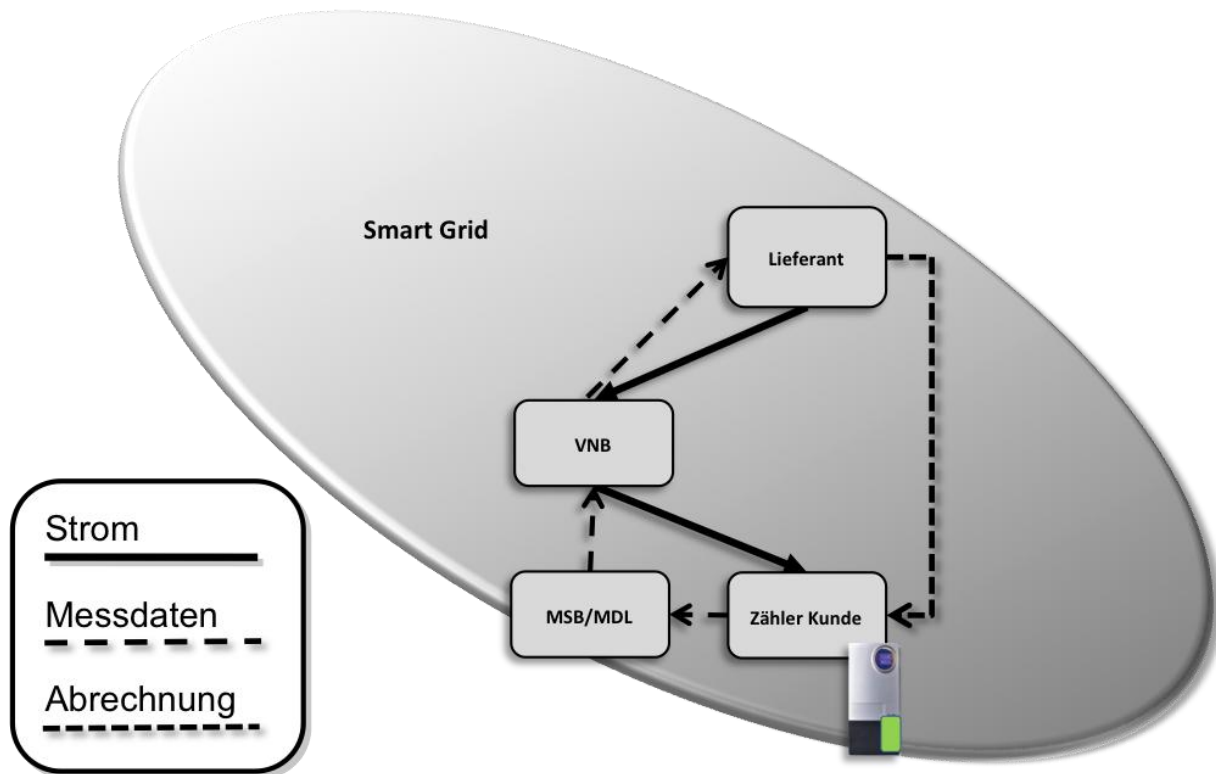 Smart Grid
Lieferant
VNB
MSB/MDL
Zähler Kunde
Strom
Messdaten
Abrechnung